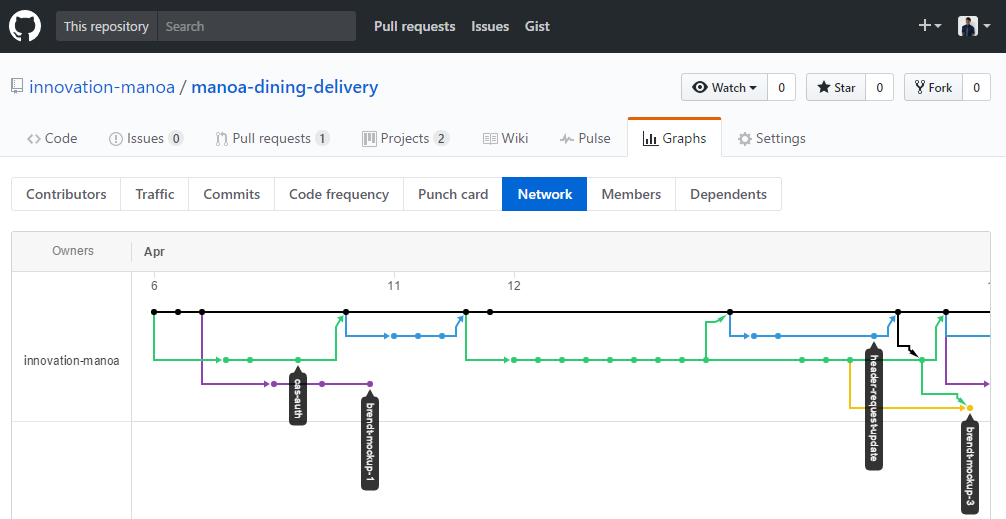 This repository Search Pull requests Issues Gist
innovation-manoa / manoa-dining-delivery Watch 0 Star 0 Fork 0
Code Issues 0 Pull requests 1 Projects 2 Wiki Pulse Graphs Settings
Contributors Traffic Commits Code frequency Punch card Network Members Dependents
Owners Apr
6 11 12
innovation-manoa
cas-auth
brendt-mockup-1
header-request-update
brendt-mockup-3